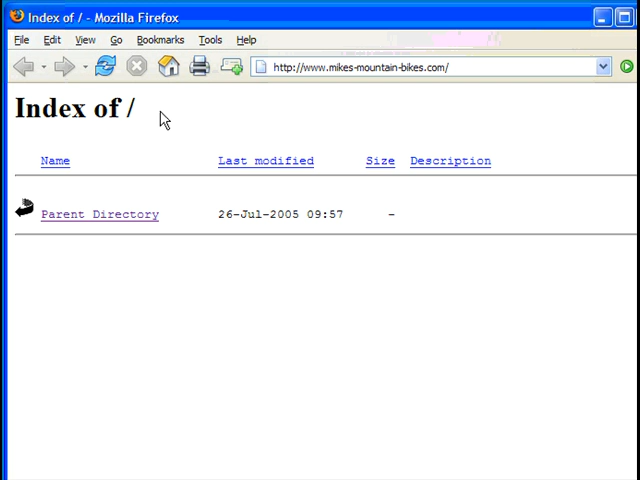 Index of / - Mozilla Firefox
File Edit View Go Bookmarks Tools Help
http://www.mikes-mountain-bikes.com/
Index of /
Name Last modified Size Description
Parent Directory 26-Jul-2005 09:57 -